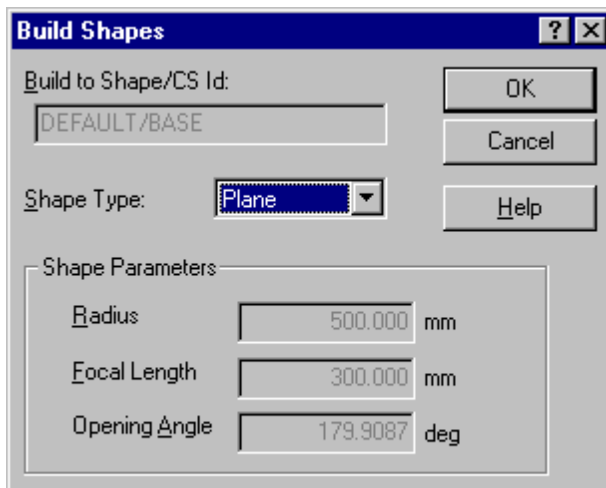 Build Shapes
Build to Shape/CS Id:
OK
DEFAULT/BASE
Cancel
Shape Type: Plane
Help
Shape Parameters
Radius 500.000 mm
Focal Length 300.000 mm
Opening Angle 179.9087 deg